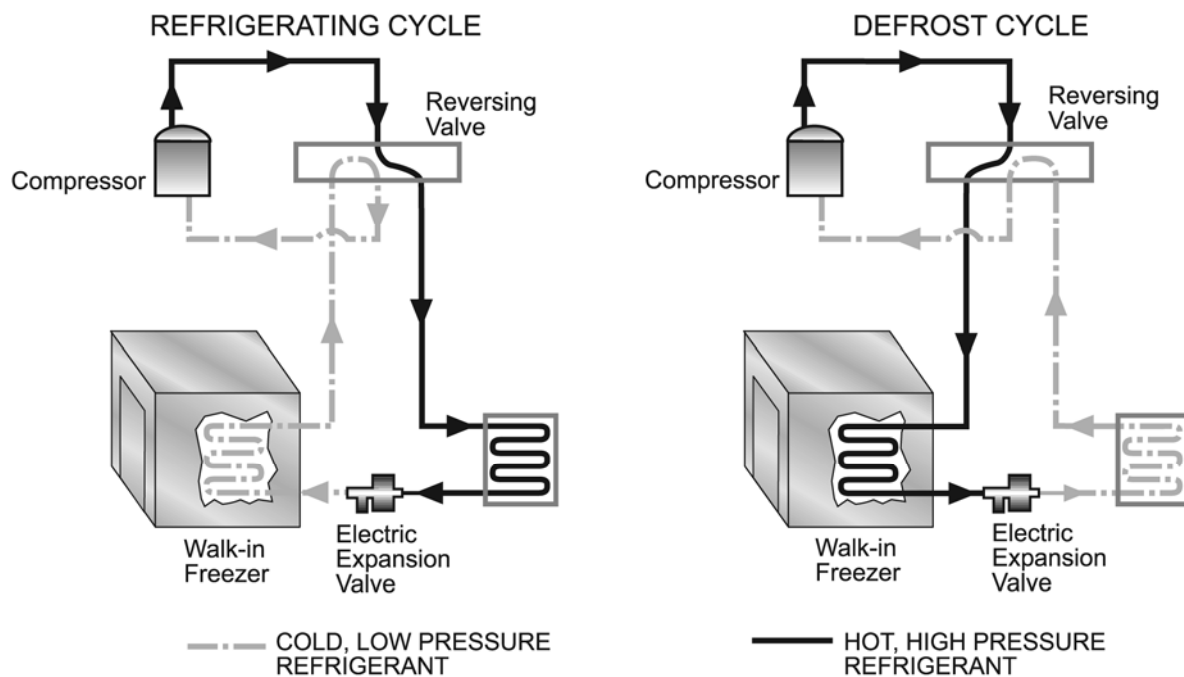 REFRIGERATING CYCLE
Reversing
Valve
Compressor
Walk-in
Freezer
Electric
Expansion
Valve
DEFROST CYCLE
Reversing
Valve
Compressor
Walk-in
Freezer
Electric
Expansion
Valve
COLD, LOW PRESSURE
REFRIGERANT
HOT, HIGH PRESSURE
REFRIGERANT